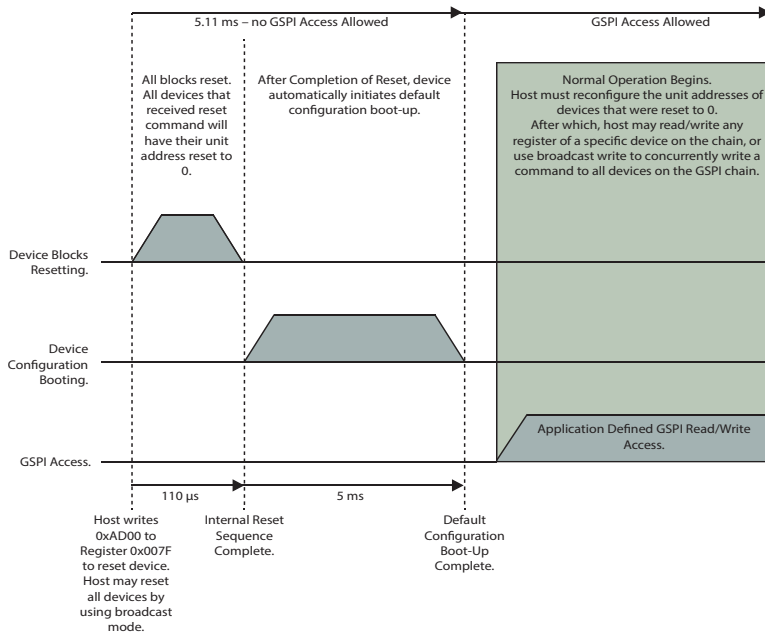 5.11 ms – no GSPI Access Allowed
GSPI Access Allowed
All blocks reset.
All devices that
received reset
command will
have their unit
address reset to
0.
After Completion of Reset, device
automatically initiates default
configuration boot-up.
Normal Operation Begins.
Host must reconfigure the unit addresses of
devices that were reset to 0.
After which, host may read/write any
register of a specific device on the chain, or
use broadcast write to concurrently write a
command to all devices on the GSPI chain.
Device Blocks
Resetting.
Device
Configuration
Booting.
Application Defined GSPI Read/Write
Access.
GSPI Access.
110 µs
5 ms
Host writes
0xAD00 to
Register 0x007F
to reset device.
Host may reset
all devices by
using broadcast
mode.
Internal Reset
Sequence
Complete.
Default
Configuration
Boot-Up
Complete.